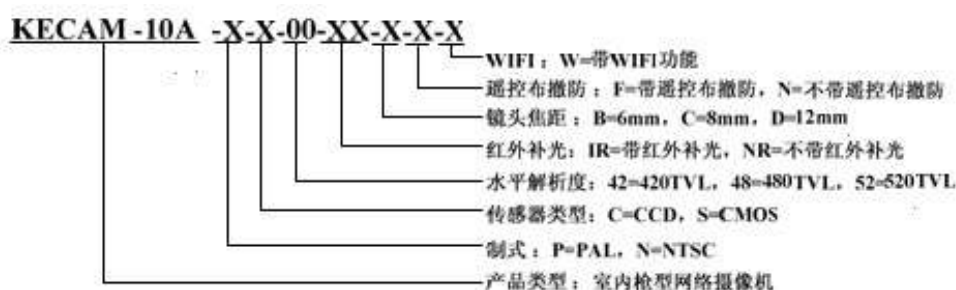 KECAM -10A -X-X-00-XX-X-X-X
WIFI：W=带WIFI功能
遥控布撤防：F=带遥控布撤防，N=不带遥控布撤防
镜头焦距：B=6mm，C=8mm，D=12mm
红外补光：IR=带红外补光，NR=不带红外补光
水平解析度：42=420TVL，48=480TVL，52=520TVL
传感器类型：C=CCD，S=CMOS
制式：P=PAL，N=NTSC
产品类型：室内枪型网络摄像机